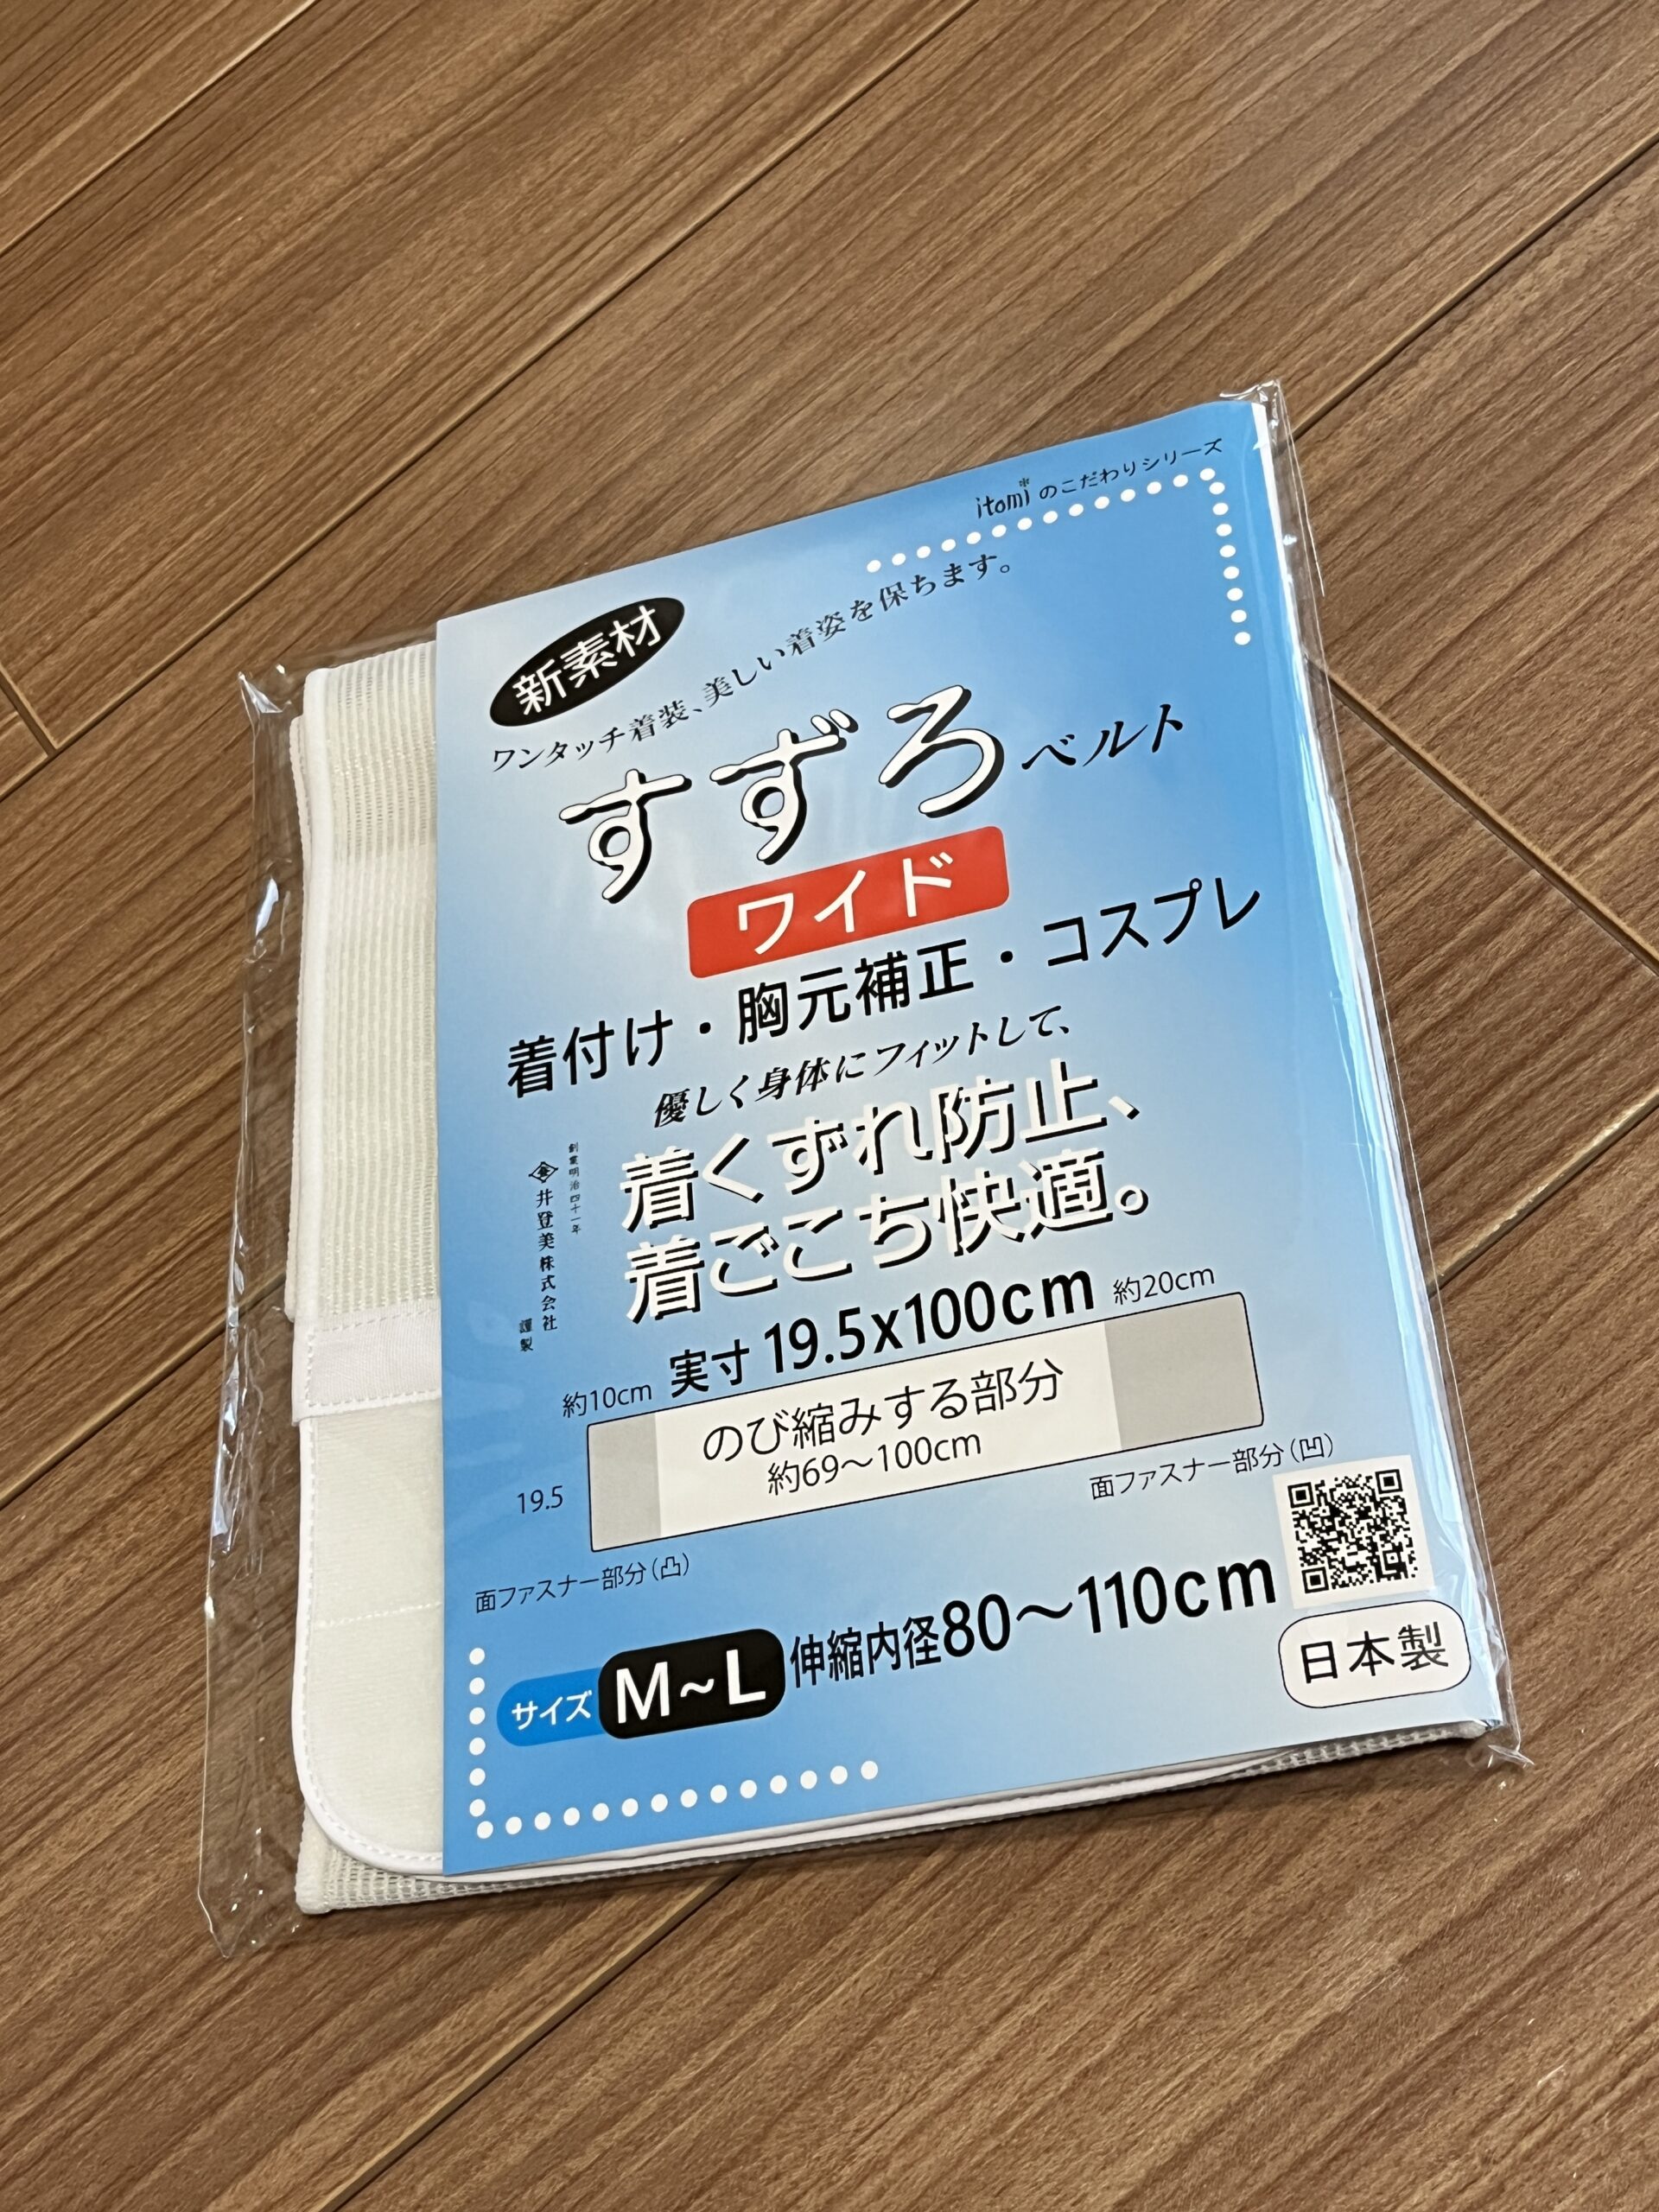 itomi のこだわりシリーズ
新素材
ワンタッチ着装、美しい着姿を保ちます。
すずろベルト
ワイド
着付け・胸元補正・コスプレ
優しく身体にフィットして、
着くずれ防止、
着ごこち快適。
創業明治四十一年
井登美株式会社
謹製
実寸 19.5x100cm
約10cm
約20cm
のび縮みする部分
約69〜100cm
19.5
面ファスナー部分(凹)
面ファスナー部分(凸)
サイズ M~L 伸縮内径80〜110cm
日本製